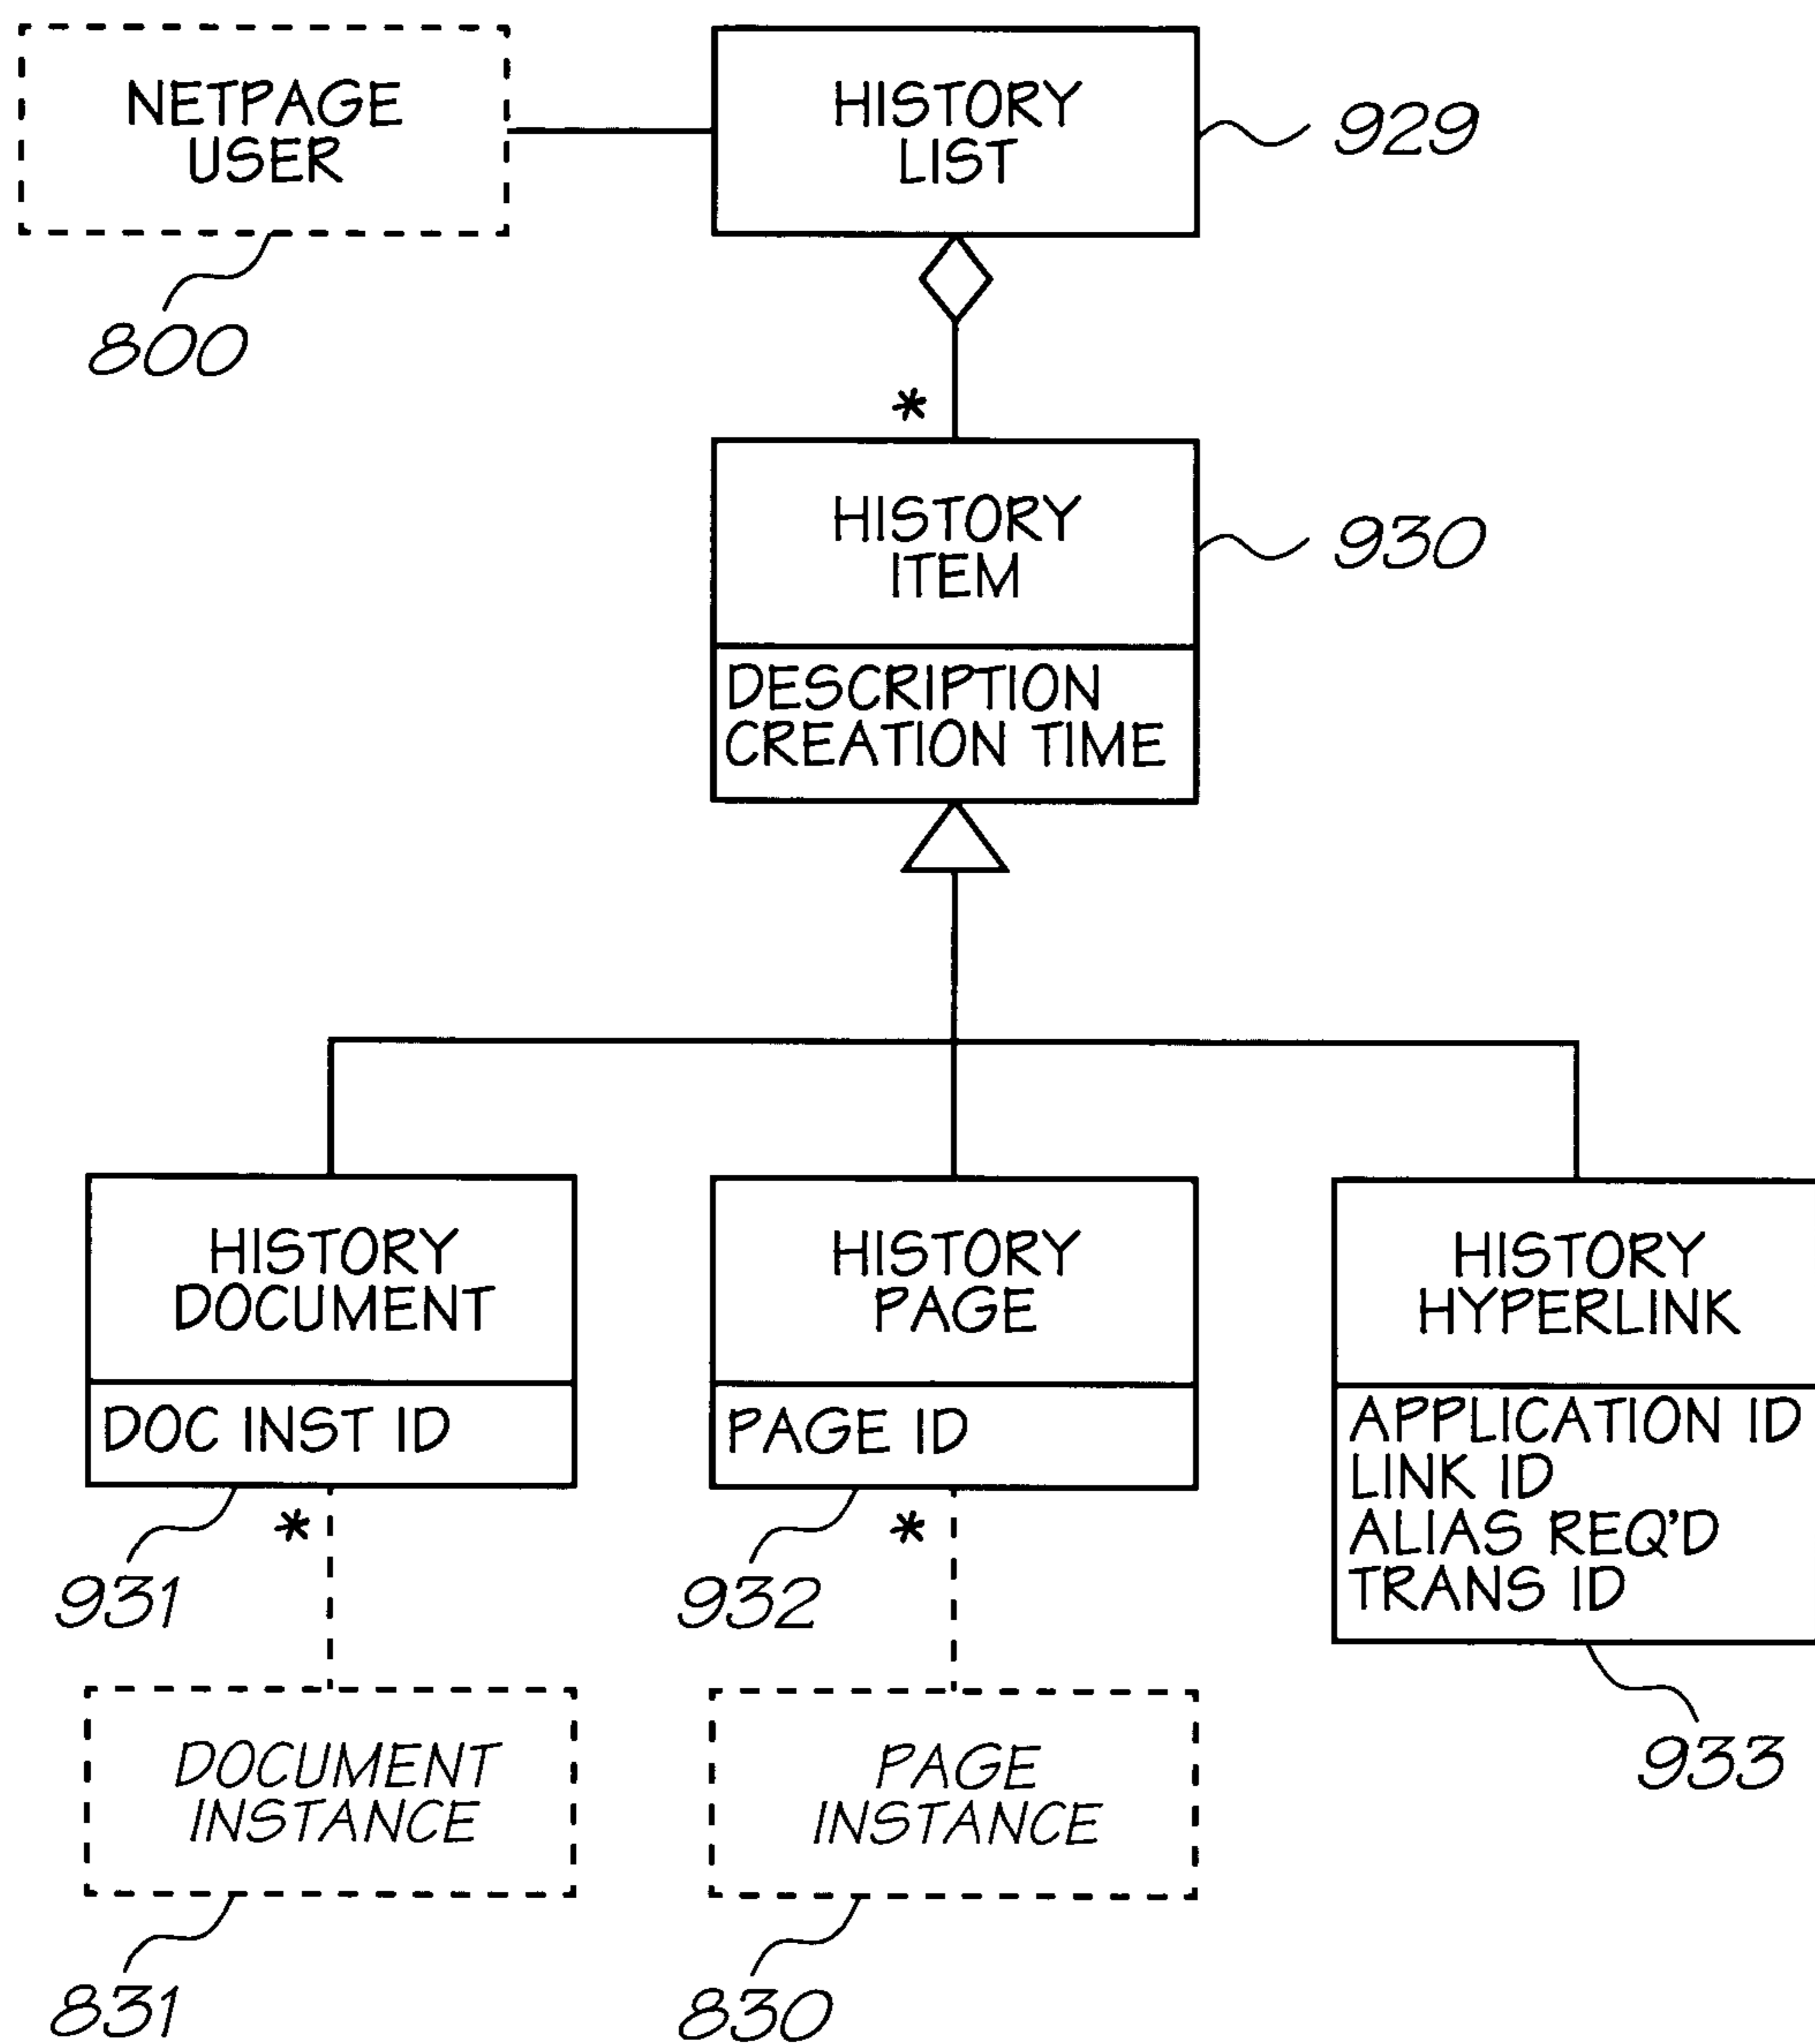 NETPAGE
USER
800
HISTORY
LIST
929
*
HISTORY
ITEM
930
DESCRIPTION
CREATION TIME
HISTORY
DOCUMENT
DOC INST ID
931
*
HISTORY
PAGE
PAGE ID
932
*
HISTORY
HYPERLINK
APPLICATION ID
LINK ID
ALIAS REQ'D
TRANS ID
933
DOCUMENT
INSTANCE
831
PAGE
INSTANCE
830